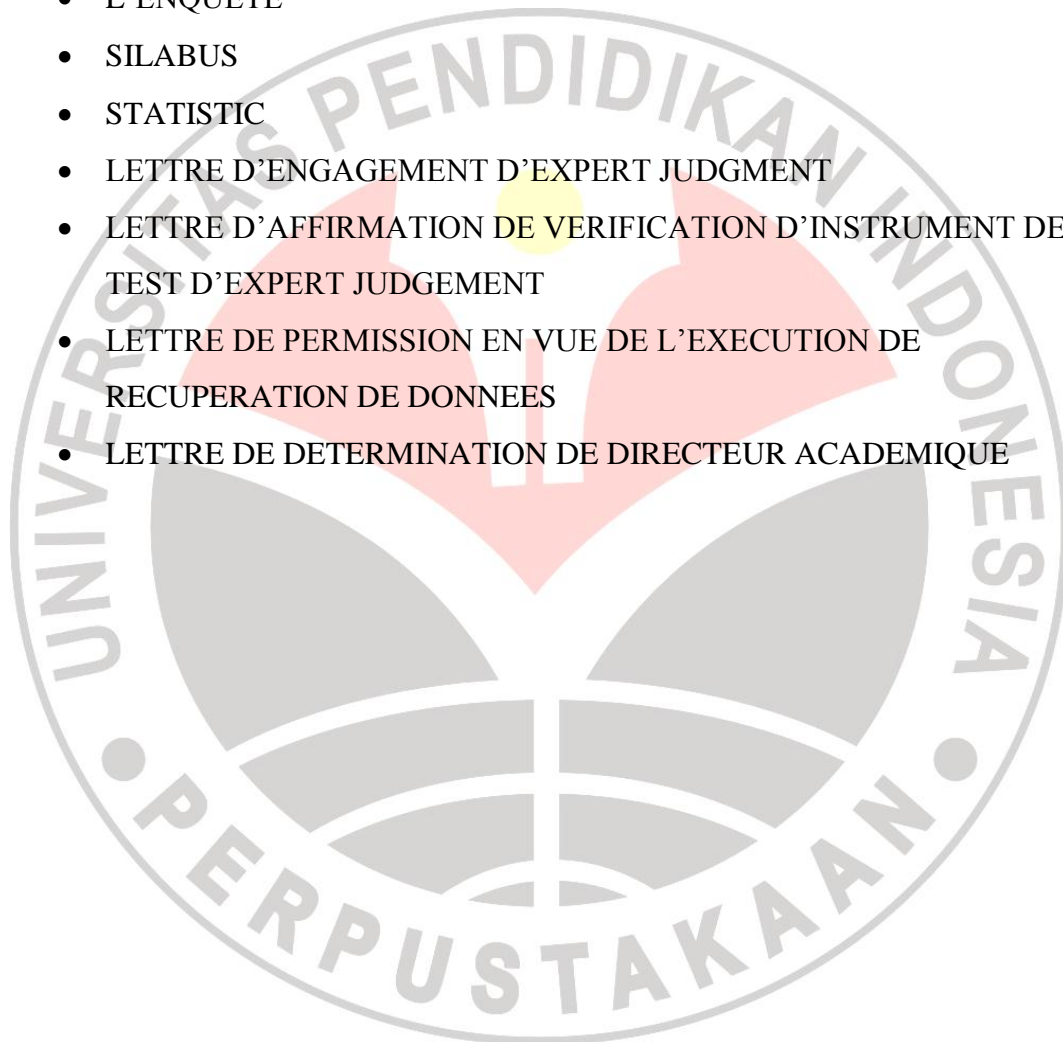 • L'ENQUETE
• SILABUS
• STATISTIC
• LETTRE D'ENGAGEMENT D'EXPERT JUDGMENT
• LETTRE D'AFFIRMATION DE VERIFICATION D'INSTRUMENT DE
TEST D'EXPERT JUDGEMENT
• LETTRE DE PERMISSION EN VUE DE L'EXECUTION DE
RECUPERATION DE DONNEES
• LETTRE DE DETERMINATION DE DIRECTEUR ACADEMIQUE
UNIVERSITAS PENDIDIKAN INDONESIA
PERPUSTAKAAN